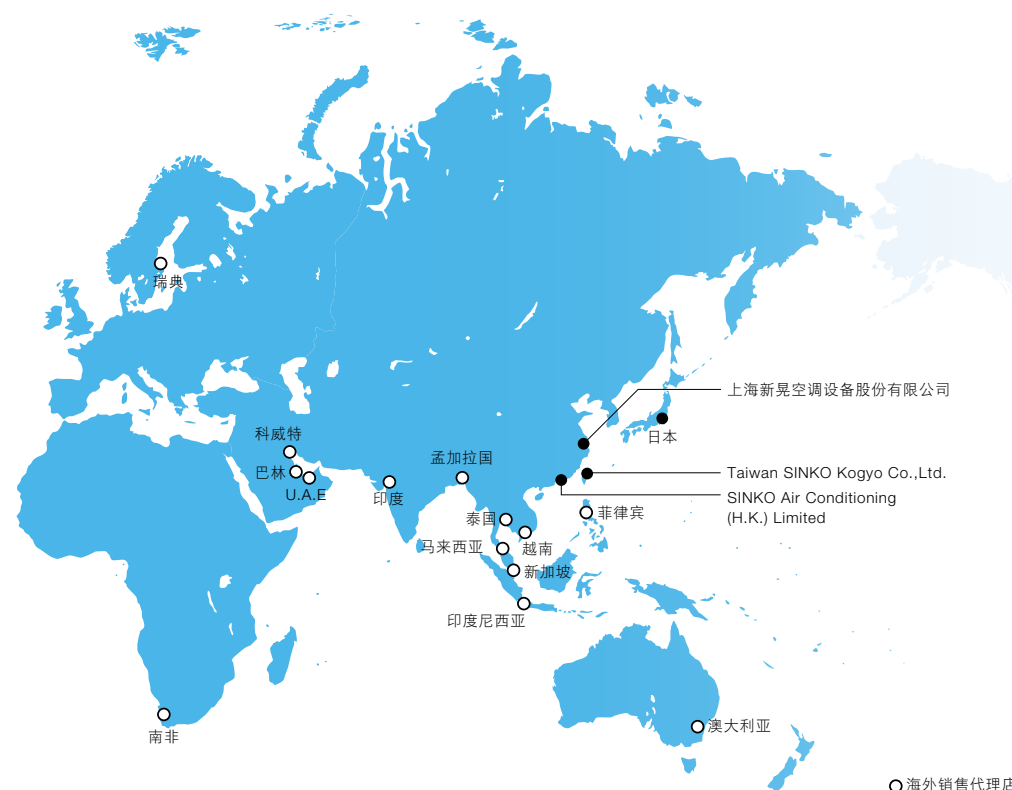 瑞典
上海新晃空调设备股份有限公司
科威特
日本
孟加拉国
巴林
Taiwan SINKO Kogyo Co.,Ltd.
U.A.E
印度
SINKO Air Conditioning
(H.K.) Limited
泰国
菲律宾
马来西亚
越南
新加坡
印度尼西亚
澳大利亚
南非
海外销售代理店